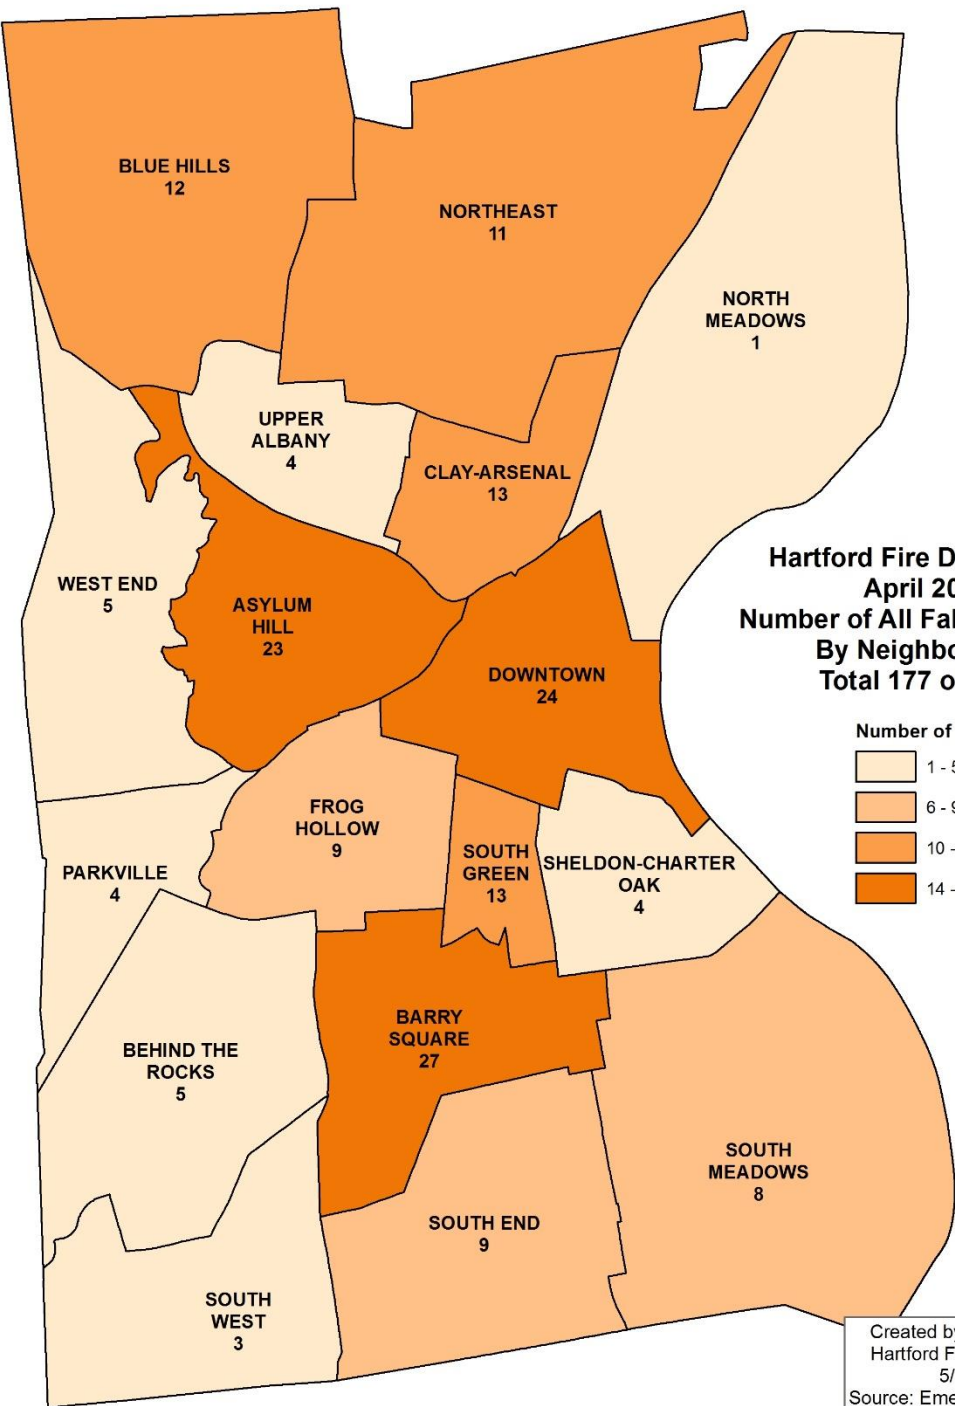 BLUE HILLS
12
NORTHEAST
11
NORTH
MEADOWS
1
UPPER
ALBANY
4
CLAY-ARSENAL
13
WEST END
5
ASYLUM
HILL
23
DOWNTOWN
24
Hartford Fire D
April 20
Number of All Fal
By Neighbo
Total 177 o
Number of
1 - 5
6 - 9
10 -
14 -
FROG
HOLLOW
9
SOUTH
GREEN
13
SHELDON-CHARTER
OAK
4
PARKVILLE
4
BARRY
SQUARE
27
BEHIND THE
ROCKS
5
SOUTH
MEADOWS
8
SOUTH END
9
SOUTH
WEST
3
Created by
Hartford F
5/
Source: Eme